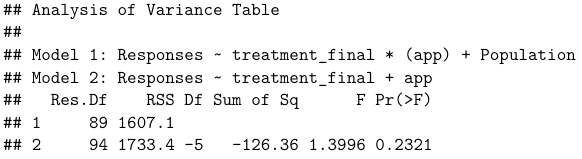 ## Analysis of Variance Table
##
## Model 1: Responses ~ treatment_final * (app) + Population
## Model 2: Responses ~ treatment_final + app
##   Res.Df    RSS Df Sum of Sq      F Pr(>F)
## 1     89 1607.1
## 2     94 1733.4 -5   -126.36 1.3996 0.2321